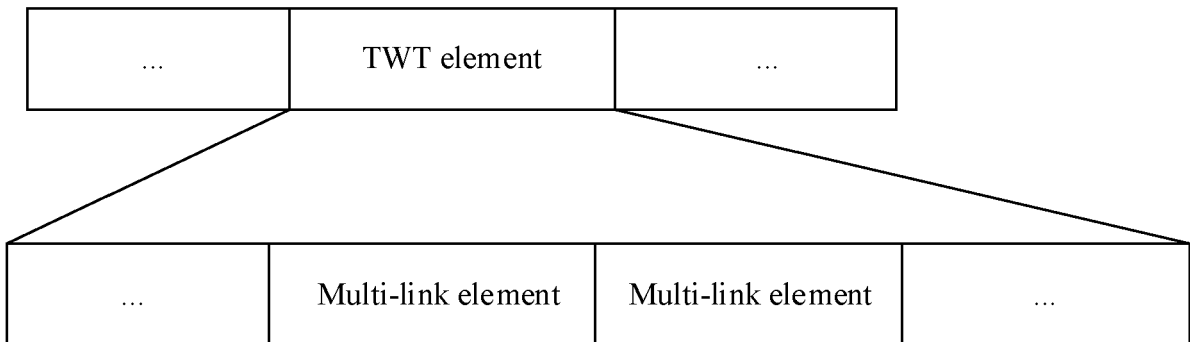 ... TWT element ...
... Multi-link element Multi-link element ...